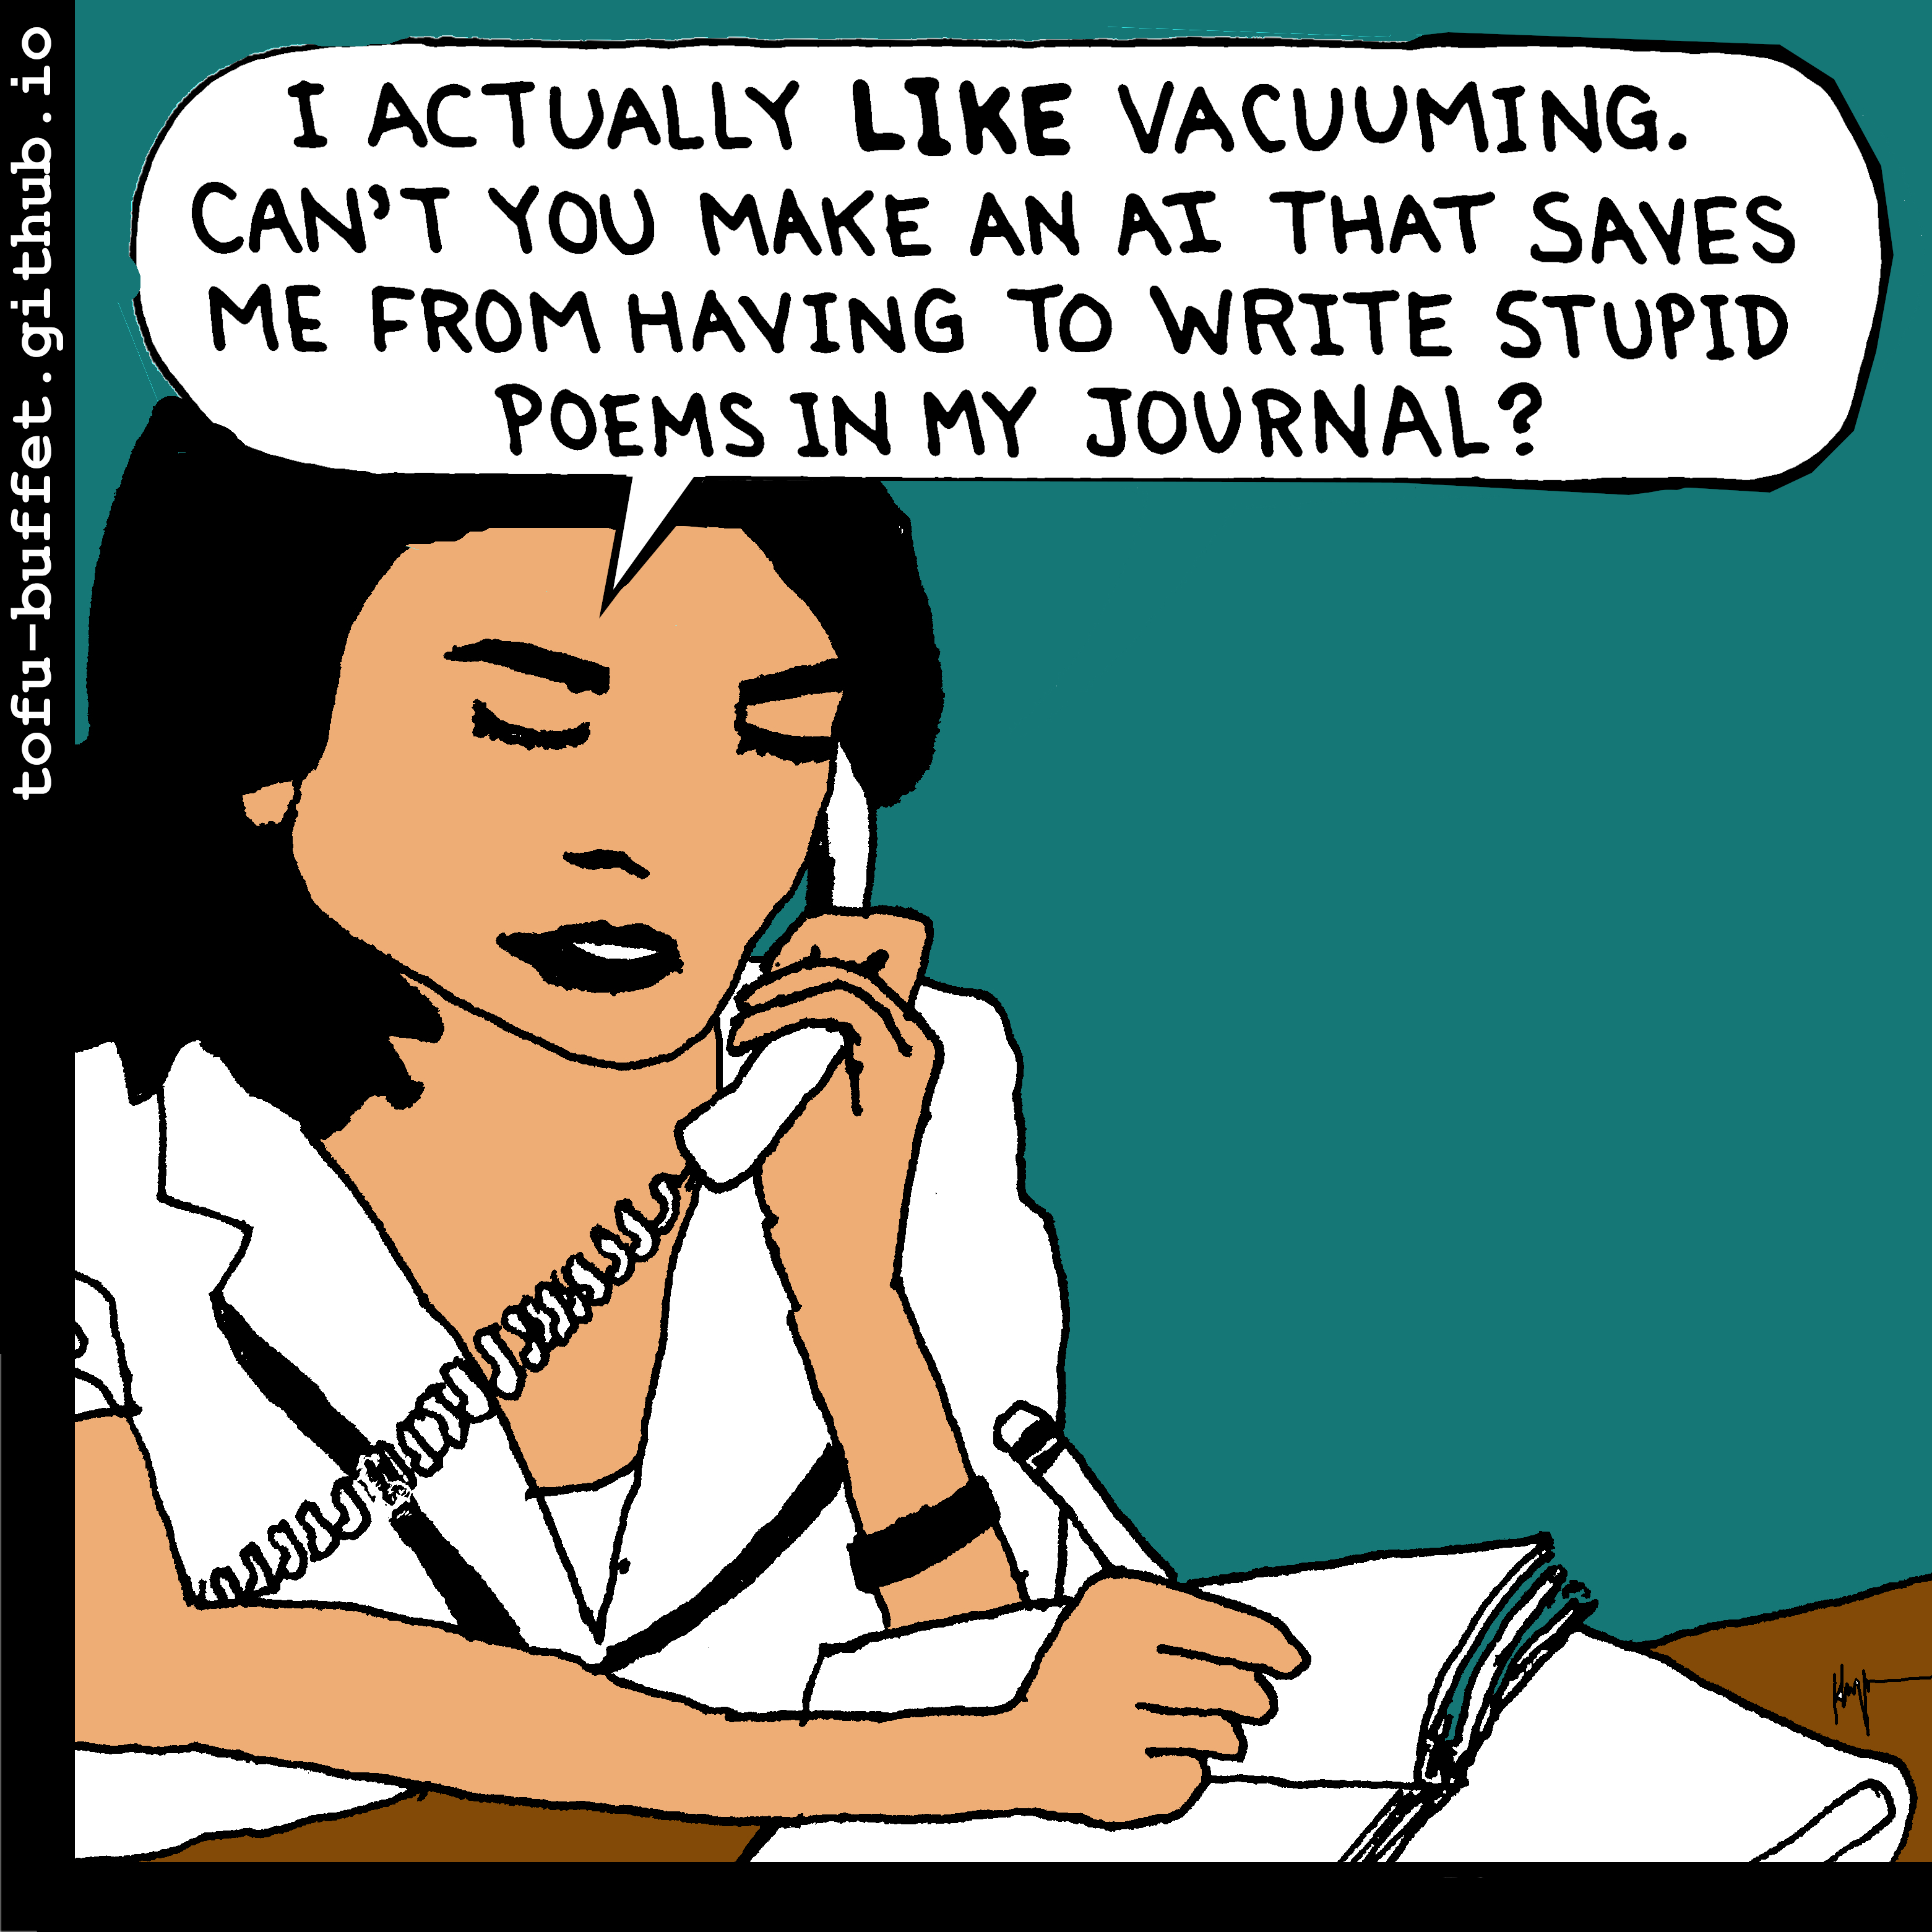 I ACTUALLY LIKE VACUUMING.
CAN'T YOU MAKE AN AI THAT SAVES
ME FROM HAVING TO WRITE STUPID
POEMS IN MY JOURNAL?
tofu-buffet.github.io